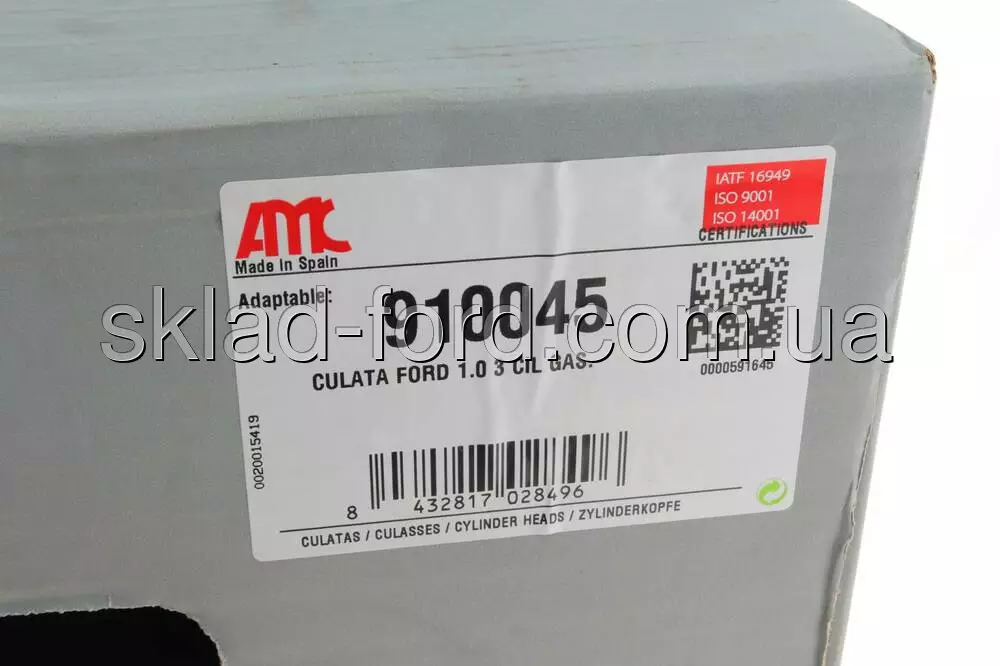 AMC
Made In Spain
IATF 16949
ISO 9001
ISO 14001
CERTIFICATIONS
Adaptable:
910045
sklad-ford.com.ua
CULATA FORD 1.0 3 CIL GAS.
0000591645
0020015419
8 432817 028496
CULATAS / CULASSES / CYLINDER HEADS / ZYLINDERKOPFE